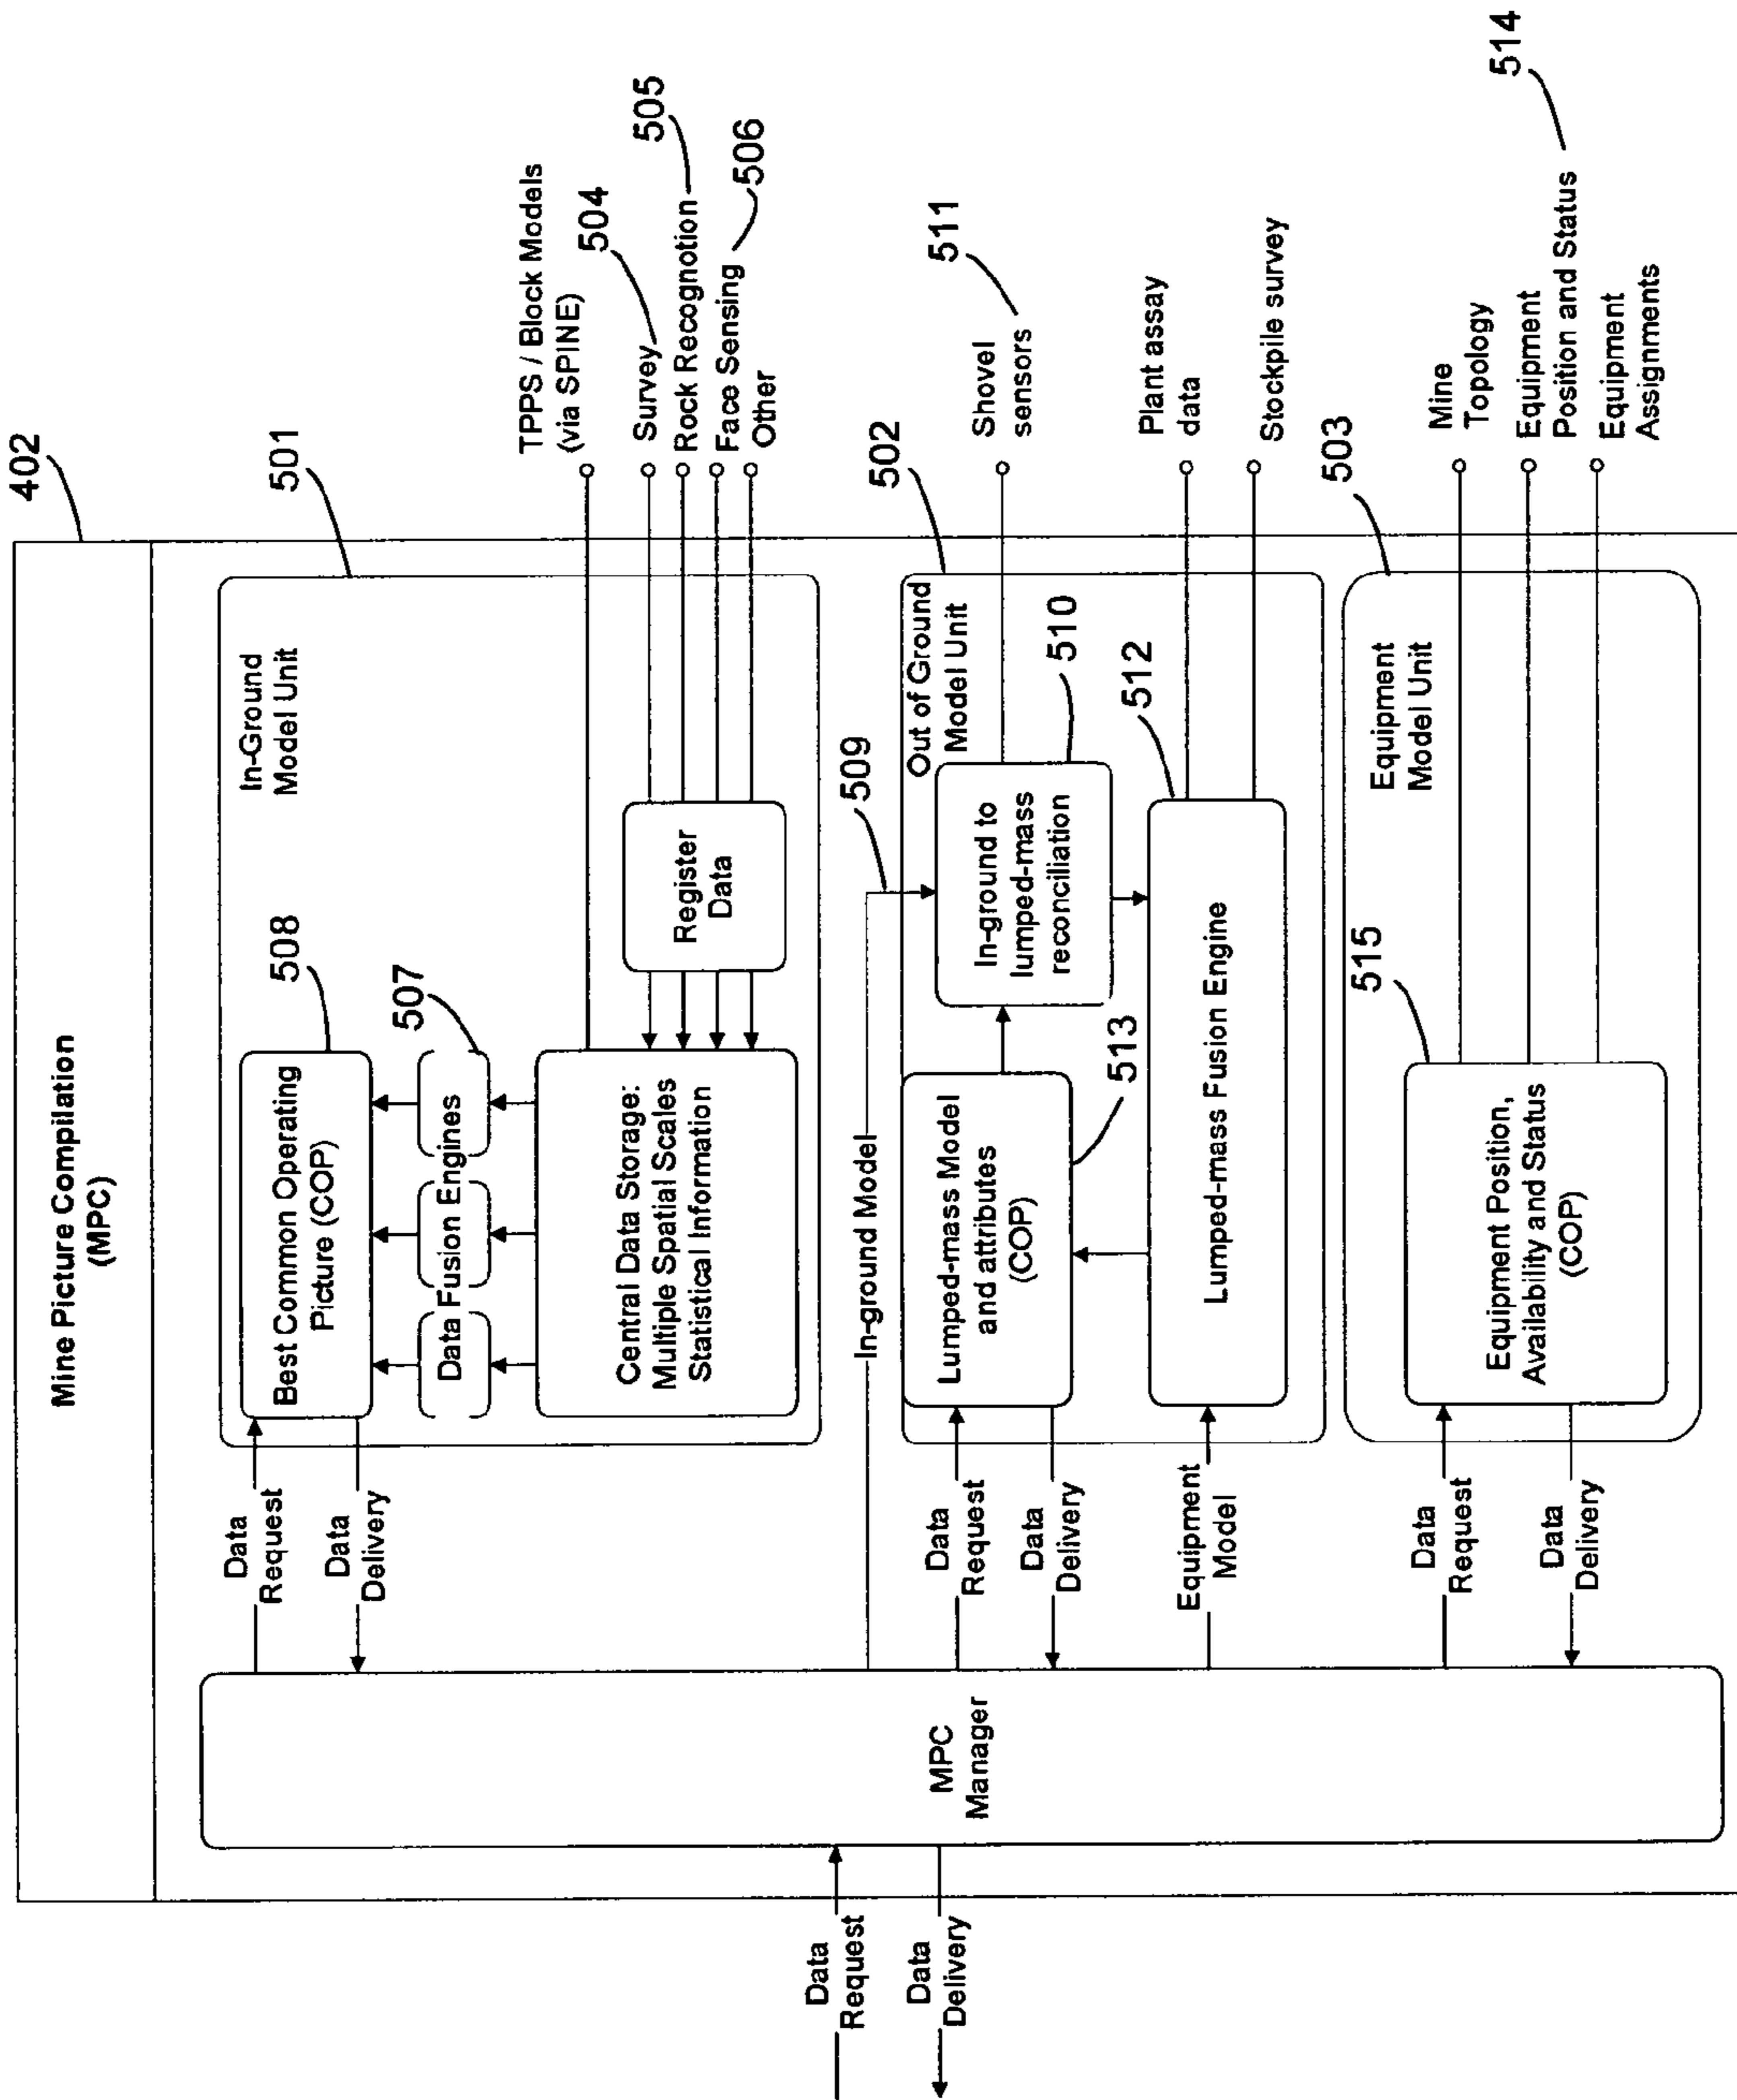 Mine Picture Compilation
(MPC)
402
MPC
Manager
Data
Request
Data
Delivery
Data
Request
Data
Delivery
501
In-Ground
Model Unit
508
Best Common Operating
Picture (COP)
507
Data Fusion Engines
Central Data Storage:
Multiple Spatial Scales
Statistical Information
Register
Data
TPPS / Block Models
(via SPINE)
504
Survey
505
Rock Recognotion
506
Face Sensing
Other
In-ground Model
509
502
Out of Ground
Model Unit
Data
Request
Data
Delivery
Equipment
Model
Lumped-mass Model
and attributes
(COP)
513
510
In-ground to
lumped-mass
reconciliation
512
Lumped-mass Fusion Engine
511
Shovel
sensors
Plant assay
data
Stockpile survey
503
Equipment
Model Unit
Data
Request
Data
Delivery
515
Equipment Position,
Availability and Status
(COP)
514
Mine
Topology
Equipment
Position and Status
Equipment
Assignments